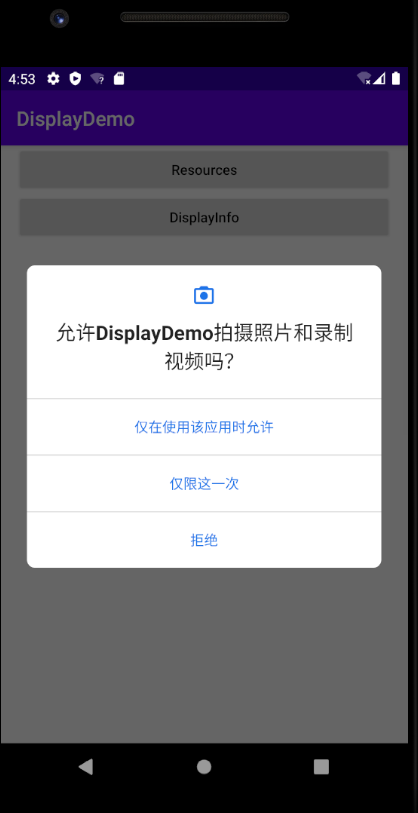 4:53
DisplayDemo
Resources
DisplayInfo
允许DisplayDemo拍摄照片和录制
视频吗？
仅在使用该应用时允许
仅限这一次
拒绝